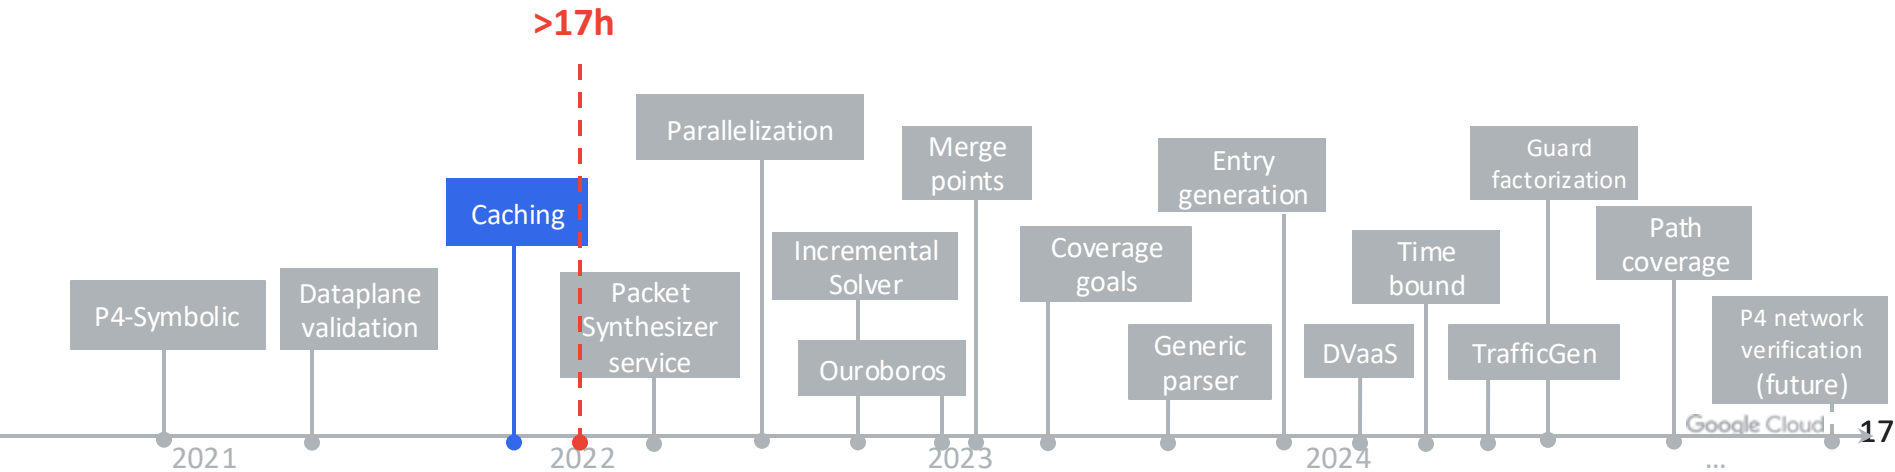 >17h
Parallelization
Merge
points
Entry
generation
Guard
factorization
Caching
Path
coverage
Incremental
Solver
Coverage
goals
Time
bound
P4-Symbolic
Dataplane
validation
Packet
Synthesizer
service
Ouroboros
Generic
parser
DVaaS
TrafficGen
P4 network
verification
(future)
Google Cloud
17
2021
2022
2023
2024
...